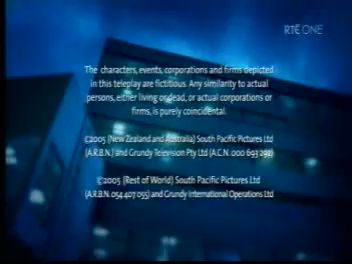 RTÉ ONE
The characters, events, corporations and firms depicted
in this teleplay are fictitious. Any similarity to actual
persons, either living or dead, or actual corporations or
firms, is purely coincidental.
©2005 (New Zealand and Australia) South Pacific Pictures Ltd
(A.R.B.N.) and Grundy Television Pty Ltd (A.C.N. 000 693 291)
©2005 (Rest of World) South Pacific Pictures Ltd
(A.R.B.N. 054 407 055) and Grundy International Operations Ltd